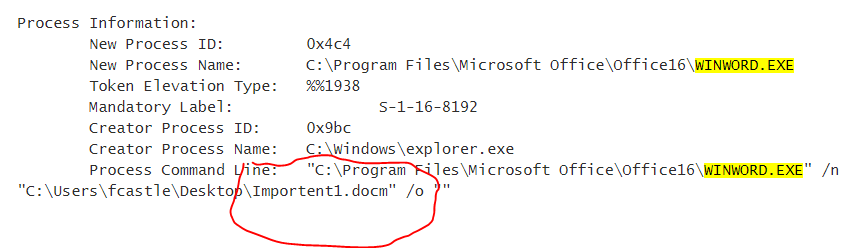 Process Information:
New Process ID: 0x4c4
New Process Name: C:\Program Files\Microsoft Office\Office16\WINWORD.EXE
Token Elevation Type: %%1938
Mandatory Label: S-1-16-8192
Creator Process ID: 0x9bc
Creator Process Name: C:\Windows\explorer.exe
Process Command Line: "C:\Program Files\Microsoft Office\Office16\WINWORD.EXE" /n
"C:\Users\fcastle\Desktop\Importent1.docm" /o ""